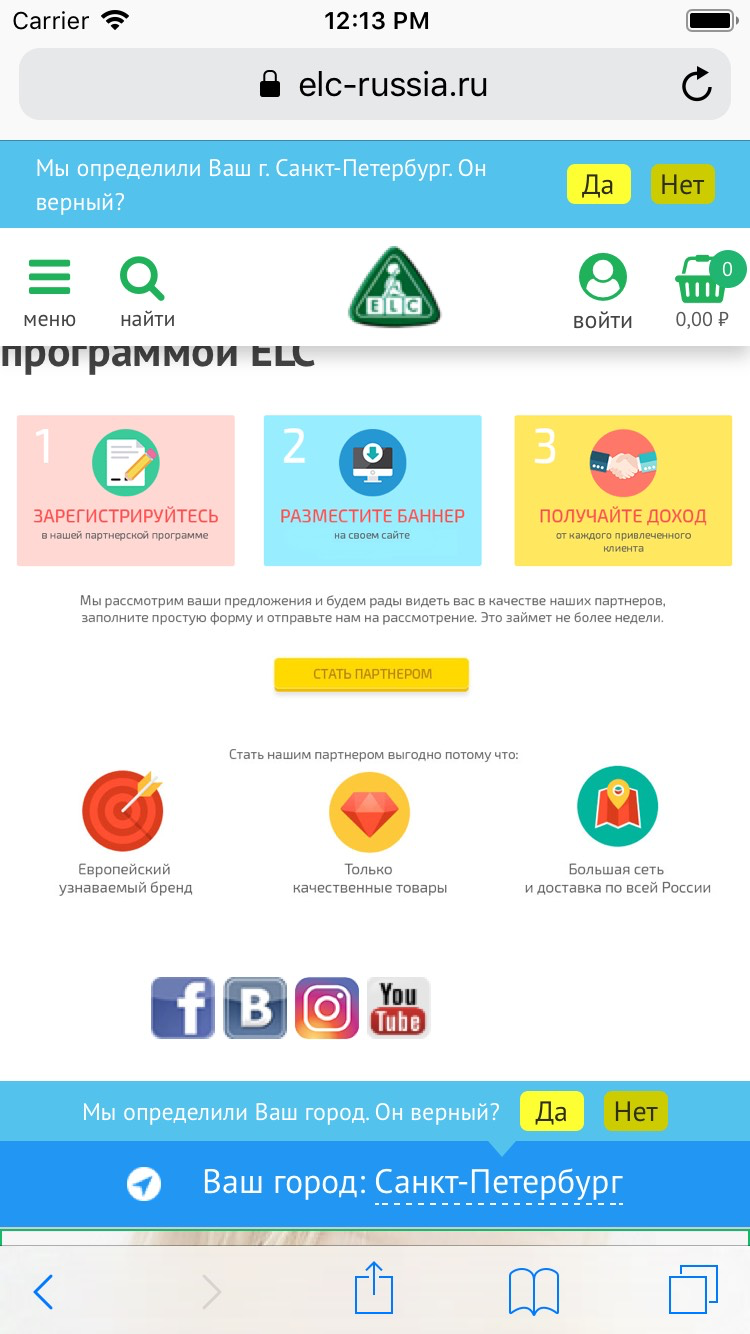 Carrier 12:13 PM
elc-russia.ru
Мы определили Ваш г. Санкт-Петербург. Он
верный?
Да Нет
ELC
0
меню найти войти 0,00 ₽
программой ELC
1 2 3
ЗАРЕГИСТРИРУЙТЕСЬ
в нашей партнерской программе
РАЗМЕСТИТЕ БАННЕР
на своем сайте
ПОЛУЧАЙТЕ ДОХОД
от каждого привлеченного
клиента
Мы рассмотрим ваши предложения и будем рады видеть вас в качестве наших партнеров,
заполните простую форму и отправьте нам на рассмотрение. Это займет не более недели.
СТАТЬ ПАРТНЕРОМ
Стать нашим партнером выгодно потому что:
Европейский
узнаваемый бренд
Только
качественные товары
Большая сеть
и доставка по всей России
f B You
Tube
Мы определили Ваш город. Он верный? Да Нет
Ваш город: Санкт-Петербург